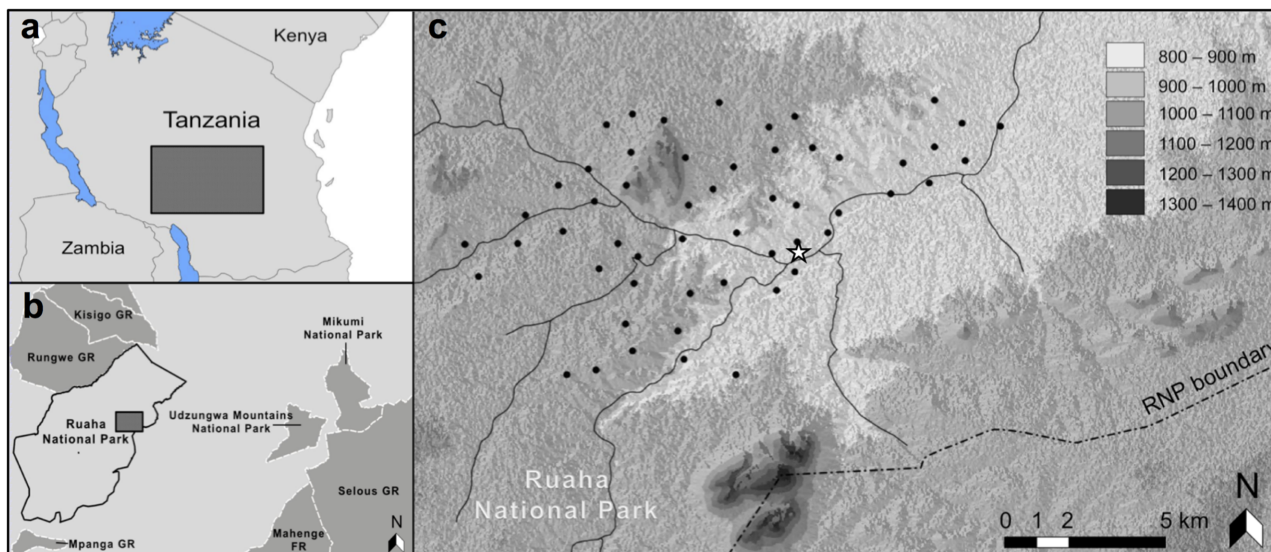 a
Kenya
Tanzania
Zambia
b
Kisigo GR
Rungwe GR
Mikumi
National Park
Ruaha
National Park
Udzungwa Mountains
National Park
Selous GR
Mahenge
FR
Mpanga GR
N
c
800 – 900 m
900 – 1000 m
1000 – 1100 m
1100 – 1200 m
1200 – 1300 m
1300 – 1400 m
RNP boundary
Ruaha
National Park
N
0 1 2 5 km